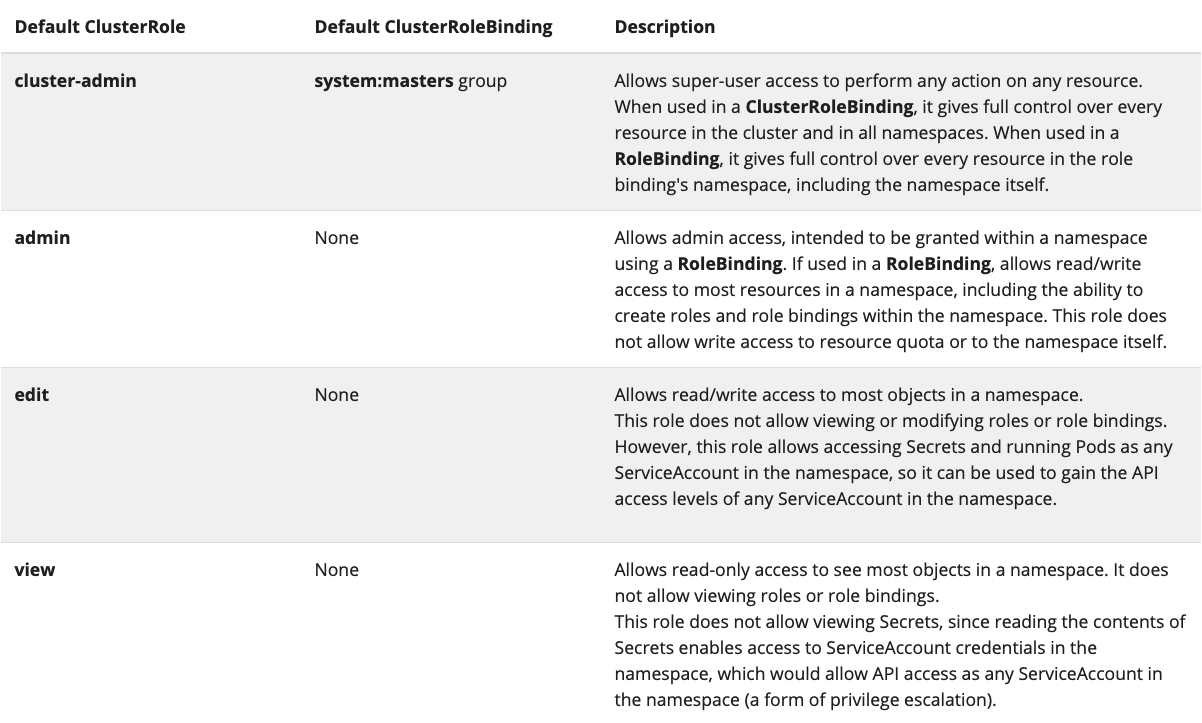 Default ClusterRole Default ClusterRoleBinding Description
cluster-admin system:masters group Allows super-user access to perform any action on any resource.
When used in a ClusterRoleBinding, it gives full control over every
resource in the cluster and in all namespaces. When used in a
RoleBinding, it gives full control over every resource in the role
binding's namespace, including the namespace itself.
admin None Allows admin access, intended to be granted within a namespace
using a RoleBinding. If used in a RoleBinding, allows read/write
access to most resources in a namespace, including the ability to
create roles and role bindings within the namespace. This role does
not allow write access to resource quota or to the namespace itself.
edit None Allows read/write access to most objects in a namespace.
This role does not allow viewing or modifying roles or role bindings.
However, this role allows accessing Secrets and running Pods as any
ServiceAccount in the namespace, so it can be used to gain the API
access levels of any ServiceAccount in the namespace.
view None Allows read-only access to see most objects in a namespace. It does
not allow viewing roles or role bindings.
This role does not allow viewing Secrets, since reading the contents of
Secrets enables access to ServiceAccount credentials in the
namespace, which would allow API access as any ServiceAccount in
the namespace (a form of privilege escalation).